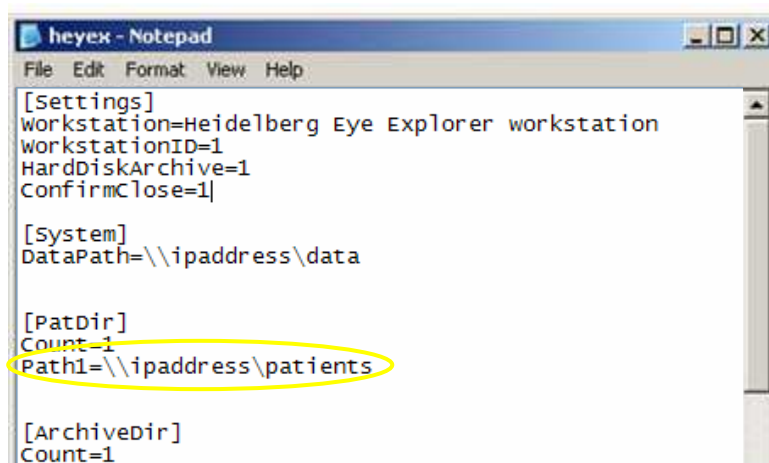 heyex - Notepad
File Edit Format View Help
[Settings]
Workstation=Heidelberg Eye Explorer workstation
WorkstationID=1
HardDiskArchive=1
ConfirmClose=1
[System]
DataPath=\\ipaddress\data
[PatDir]
Count=1
Path1=\\ipaddress\patients
[ArchiveDir]
Count=1